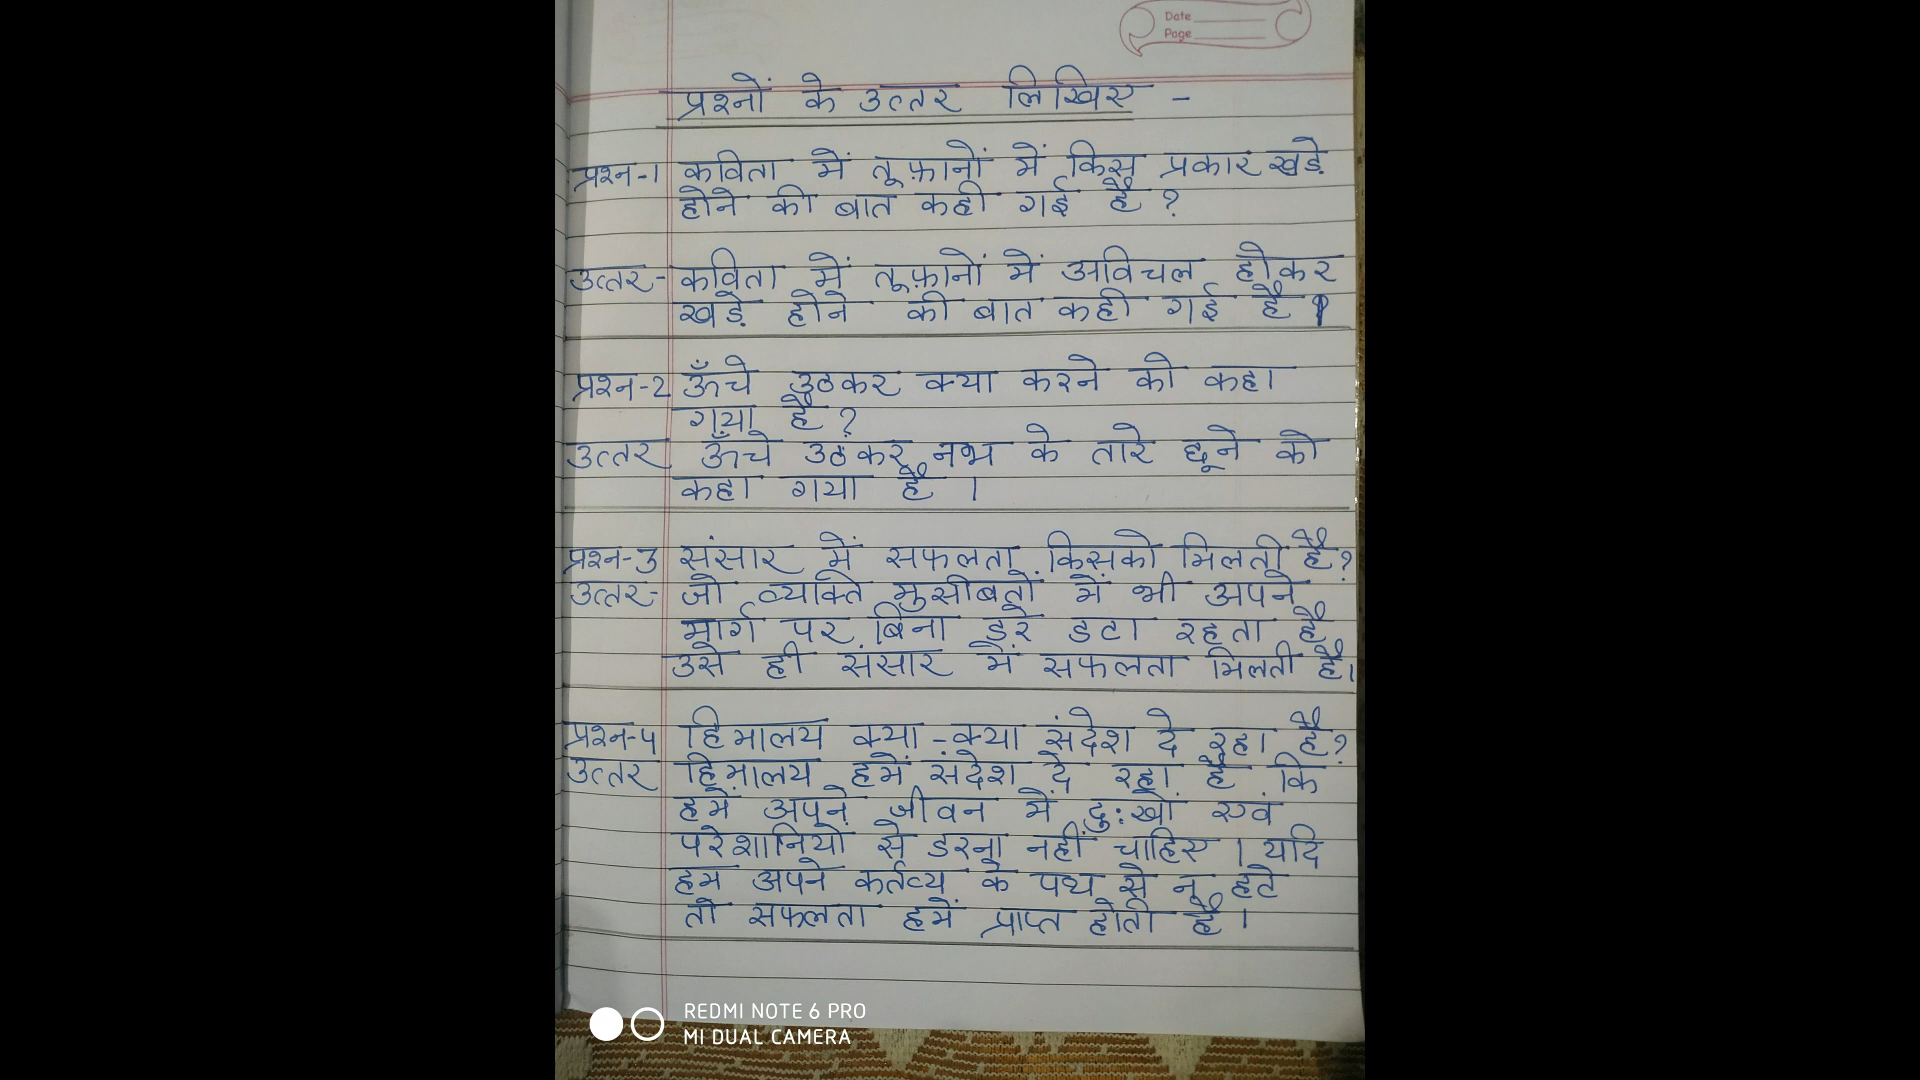 Date
Page
प्रश्नों के उत्तर लिखिए -
प्रश्न-1 कविता में तूफ़ानों में किस प्रकार खड़े
होने की बात कही गई है ?
उत्तर- कविता में तूफ़ानों में अविचल होकर
खड़े होने की बात कही गई है ।
प्रश्न-2 ऊँचे उठकर क्या करने को कहा
गया है ?
उत्तर ऊँचे उठकर नभ के तारे छूने को
कहा गया है ।
प्रश्न-3 संसार में सफलता किसको मिलती है?
उत्तर- जो व्यक्ति मुसीबतों में भी अपने
मार्ग पर बिना डरे डटा रहता है
उसे ही संसार में सफलता मिलती है।
प्रश्न-4 हिमालय क्या-क्या संदेश दे रहा है?
उत्तर हिमालय हमें संदेश दे रहा है कि
हमें अपने जीवन में दुःखों एवं
परेशानियों से डरना नहीं चाहिए । यदि
हम अपने कर्तव्य के पथ से न हटे
तो सफलता हमें प्राप्त होती है ।
REDMI NOTE 6 PRO
MI DUAL CAMERA